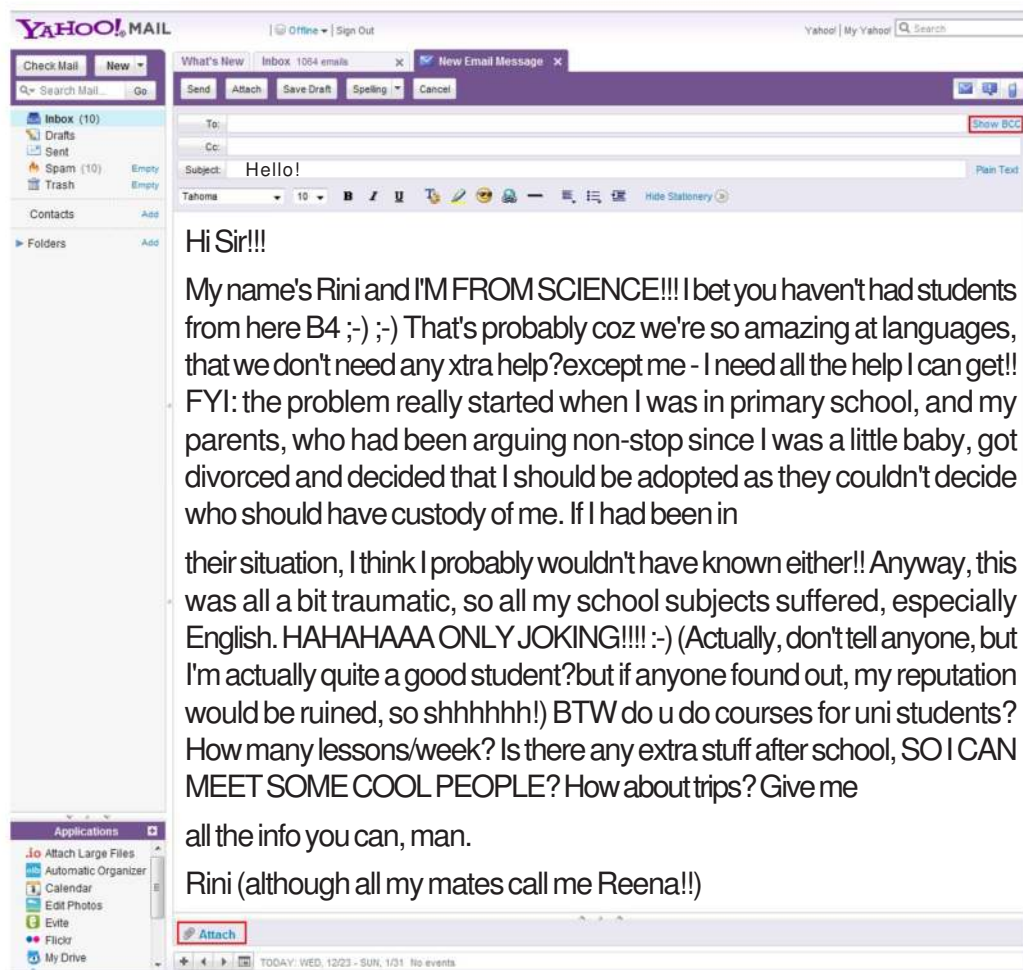 YAHOO! MAIL
Offline | Sign Out
Yahoo! | My Yahoo!
Search
Check Mail
New
Search Mail...
Go
What's New
Inbox 1064 emails x
New Email Message x
Send
Attach
Save Draft
Spelling
Cancel
Inbox (10)
Drafts
Sent
Spam (10) Empty
Trash Empty
Contacts Add
Folders Add
To:
Show BCC
Cc:
Subject: Hello!
Plain Text
Tahoma 10 B I U Hide Stationery
Hi Sir!!!
My name's Rini and I'M FROM SCIENCE!!! I bet you haven't had students
from here B4 ;-) ;-) That's probably coz we're so amazing at languages,
that we don't need any xtra help?except me - I need all the help I can get!!
FYI: the problem really started when I was in primary school, and my
parents, who had been arguing non-stop since I was a little baby, got
divorced and decided that I should be adopted as they couldn't decide
who should have custody of me. If I had been in
their situation, I think I probably wouldn't have known either!! Anyway, this
was all a bit traumatic, so all my school subjects suffered, especially
English. HAHAHAAA ONLY JOKING!!!! :-) (Actually, don't tell anyone, but
I'm actually quite a good student?but if anyone found out, my reputation
would be ruined, so shhhhhh!) BTW do u do courses for uni students?
How many lessons/week? Is there any extra stuff after school, SO I CAN
MEET SOME COOL PEOPLE? How about trips? Give me
all the info you can, man.
Rini (although all my mates call me Reena!!)
Applications
Attach Large Files
Automatic Organizer
Calendar
Edit Photos
Evite
Flickr
My Drive
Attach
TODAY: WED, 12/23 - SUN, 1/31 No events